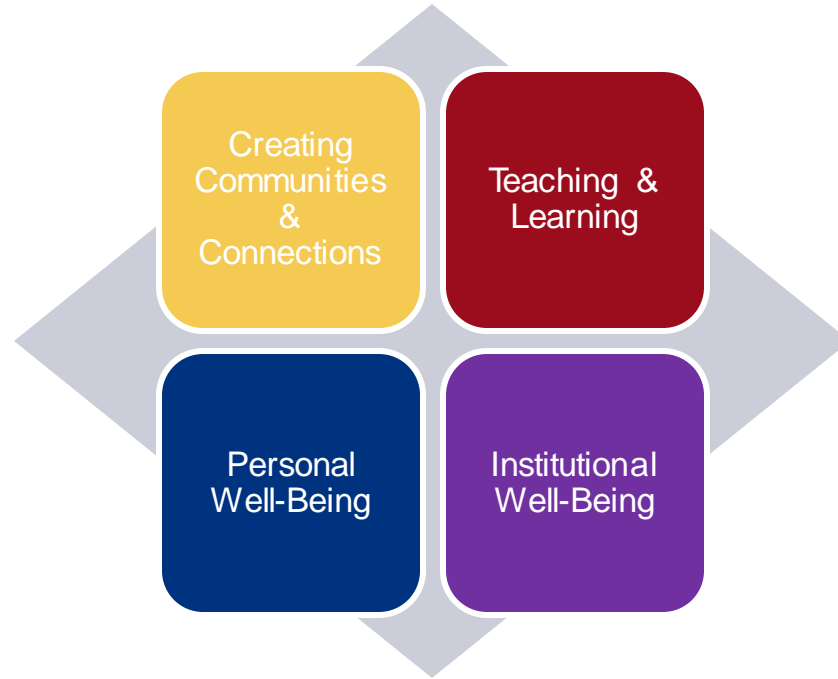 Creating
Communities
&
Connections
Teaching &
Learning
Personal
Well-Being
Institutional
Well-Being